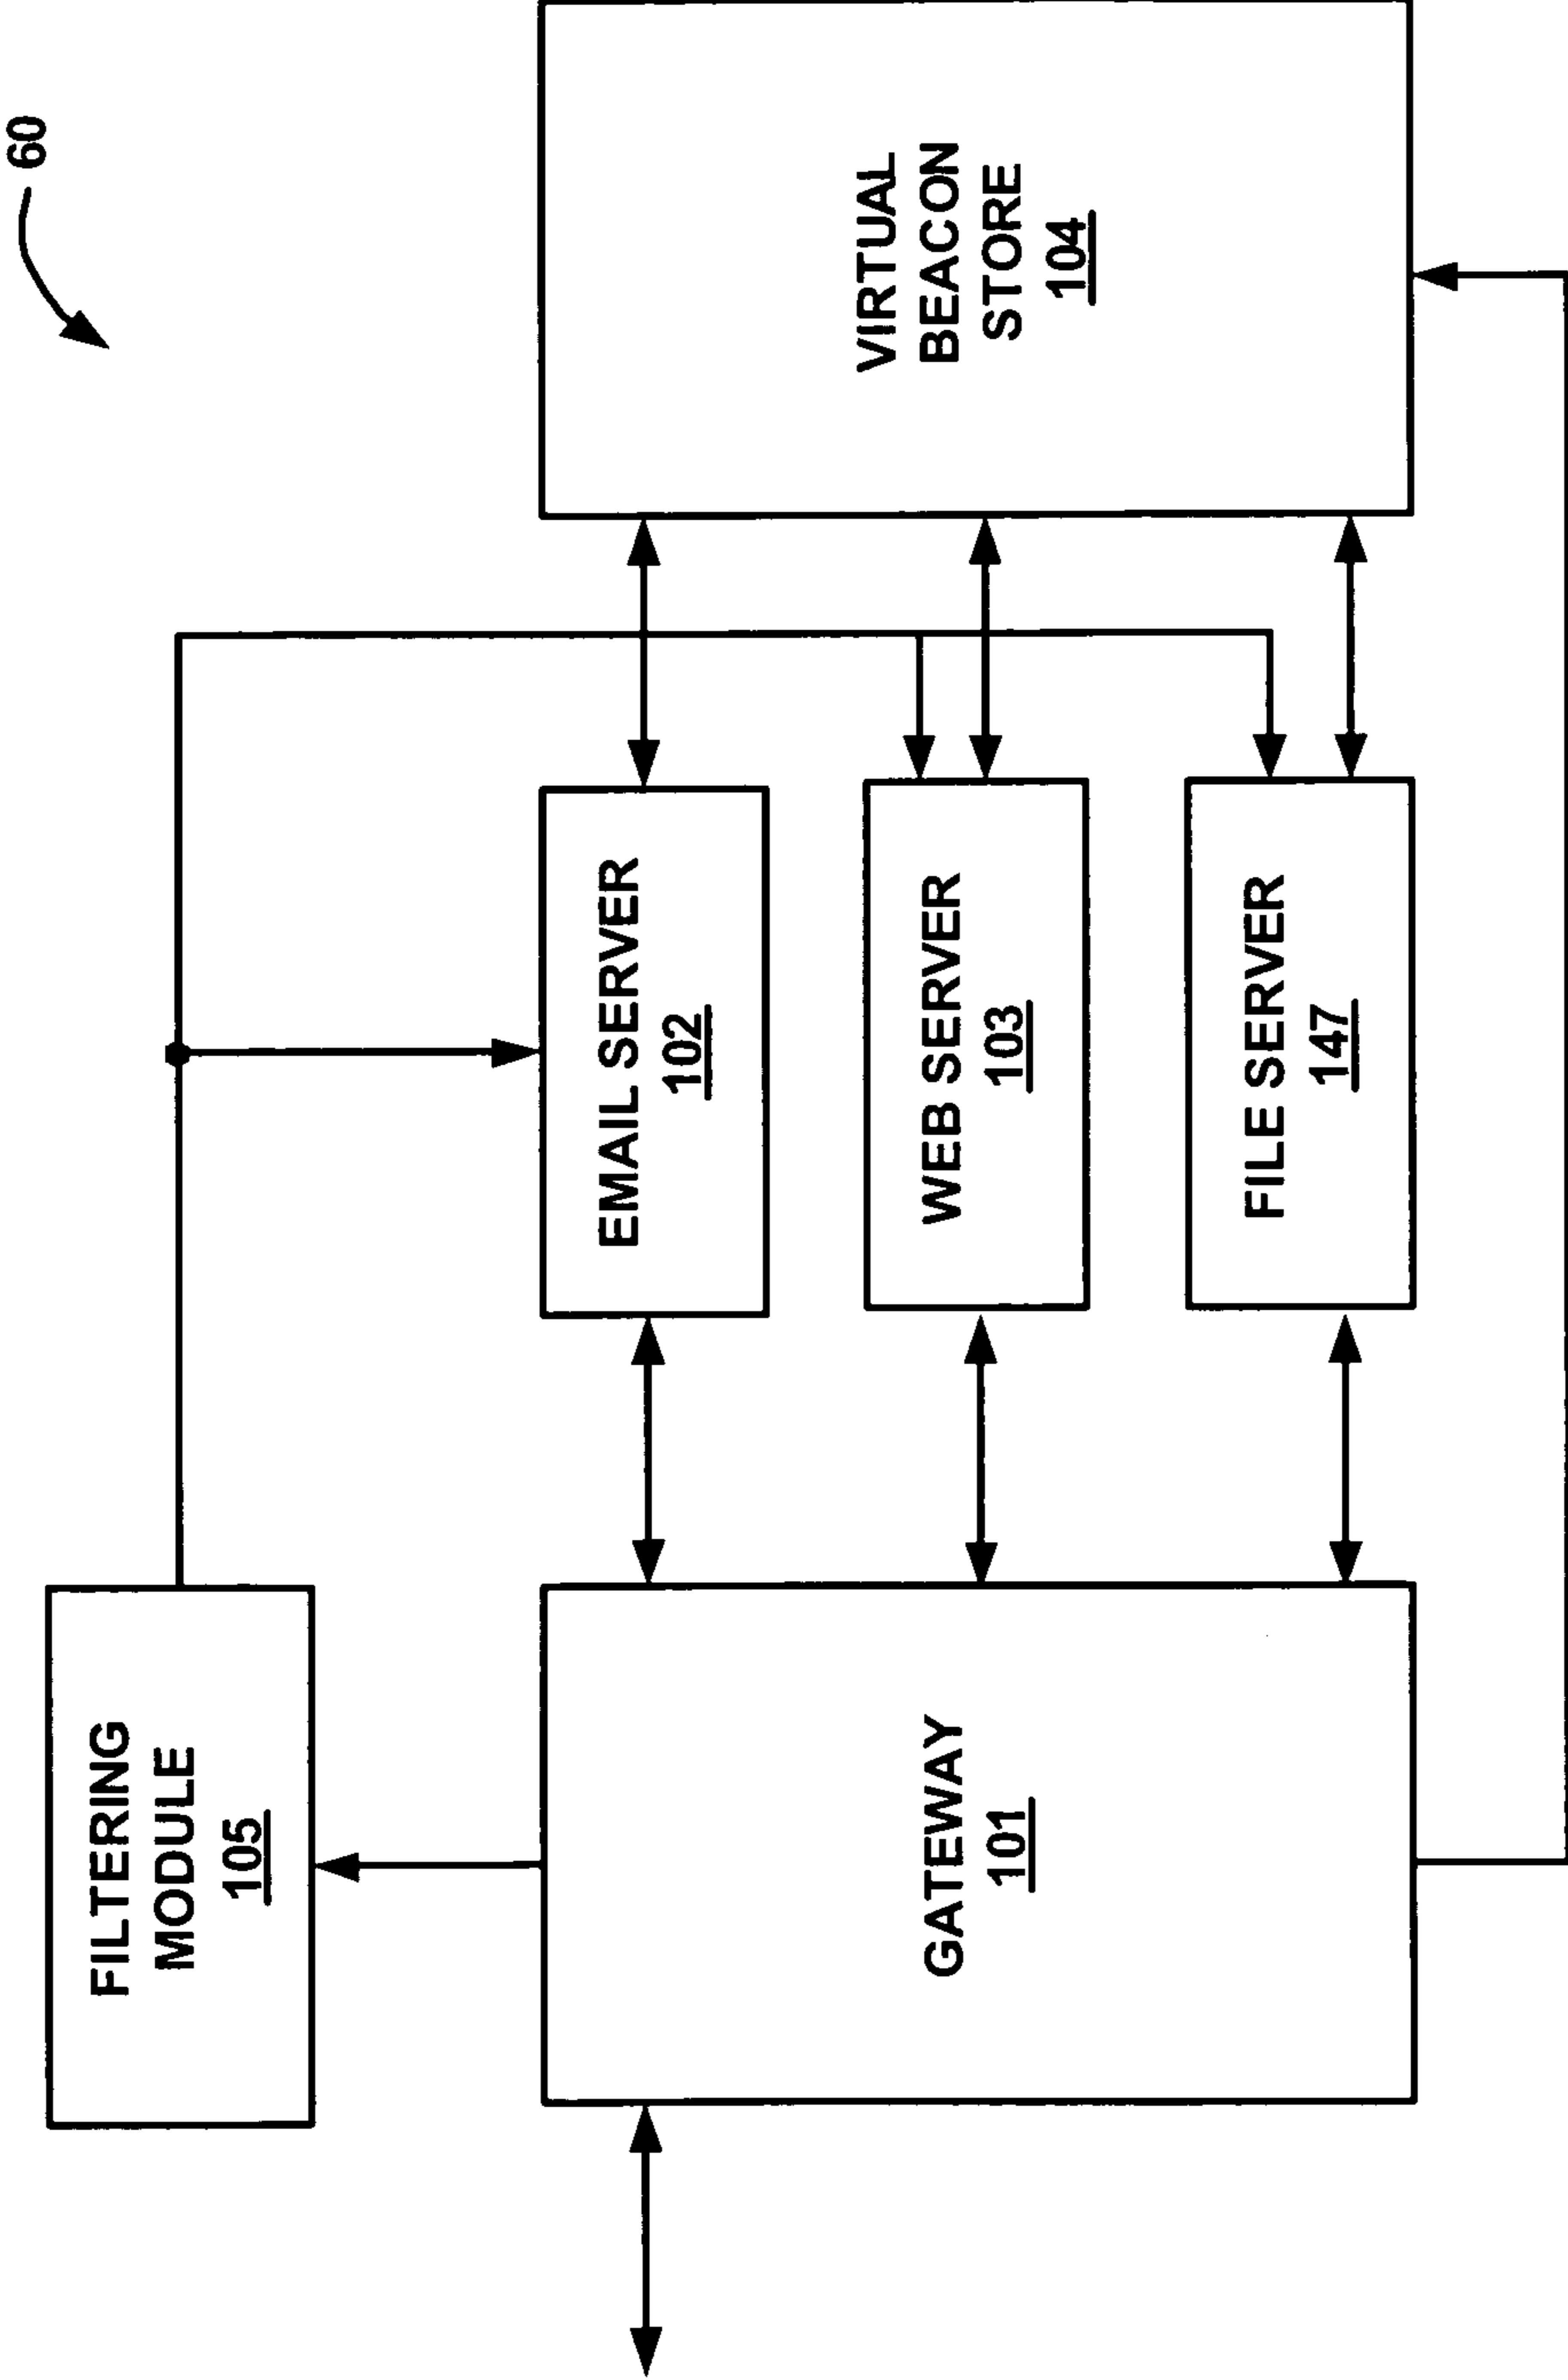 60
FILTERING
MODULE
105
GATEWAY
101
EMAIL SERVER
102
WEB SERVER
103
FILE SERVER
147
VIRTUAL
BEACON
STORE
104